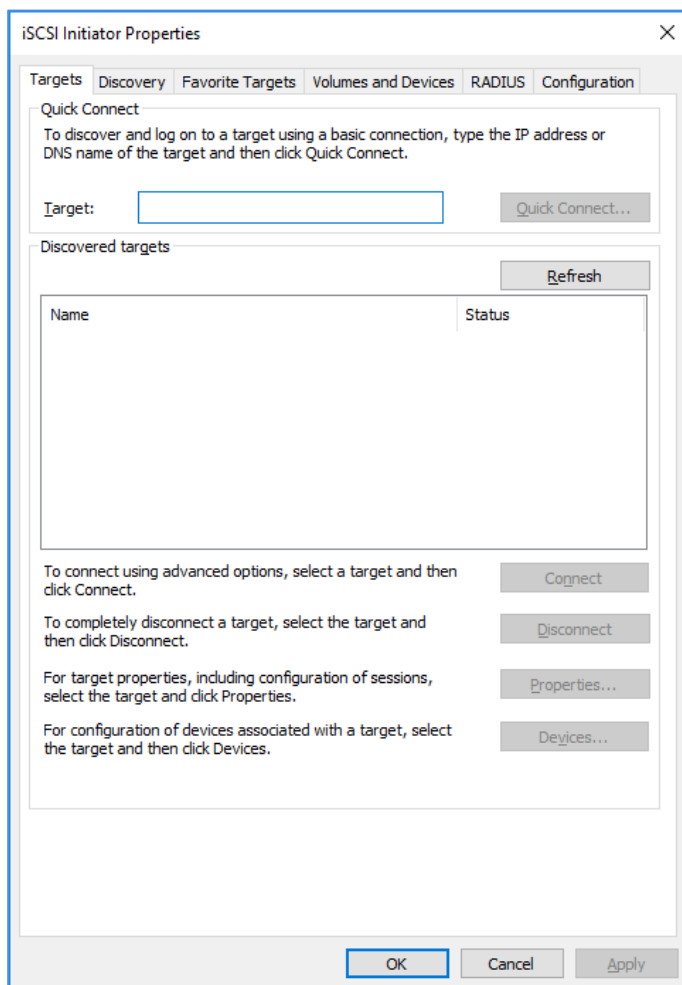 iSCSI Initiator Properties
Targets Discovery Favorite Targets Volumes and Devices RADIUS Configuration
Quick Connect
To discover and log on to a target using a basic connection, type the IP address or
DNS name of the target and then click Quick Connect.
Target: Quick Connect...
Discovered targets
Refresh
Name Status
To connect using advanced options, select a target and then
click Connect.
Connect
To completely disconnect a target, select the target and
then click Disconnect.
Disconnect
For target properties, including configuration of sessions,
select the target and click Properties.
Properties...
For configuration of devices associated with a target, select
the target and then click Devices.
Devices...
OK Cancel Apply